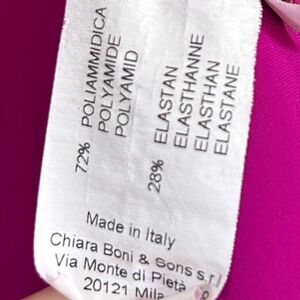 72% POLIAMMIDICA
POLYAMIDE
POLYAMID
28% ELASTAN
ELASTHANNE
ELASTHAN
ELASTANE
Made in Italy
Chiara Boni & Sons s.r.l
Via Monte di Pietà
20121 Mila